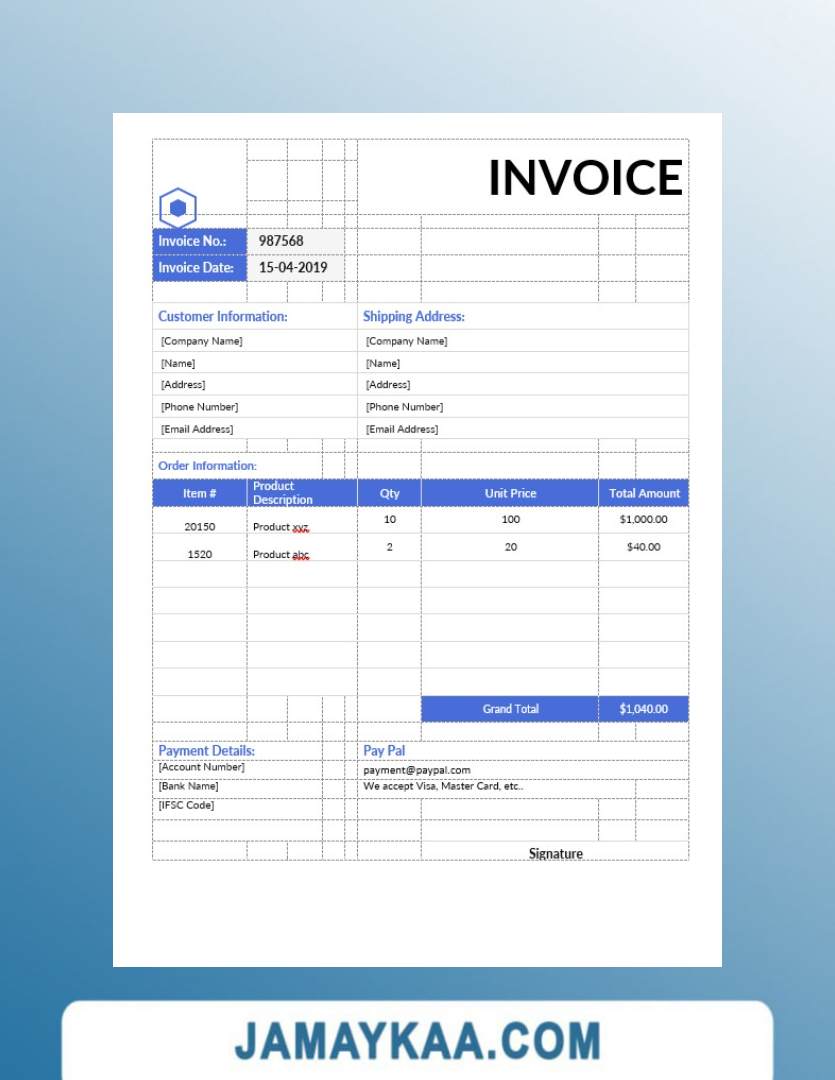 INVOICE
Invoice No.: 987568
Invoice Date: 15-04-2019
Customer Information: Shipping Address:
[Company Name] [Company Name]
[Name] [Name]
[Address] [Address]
[Phone Number] [Phone Number]
[Email Address] [Email Address]
Order Information:
Item # Product Description Qty Unit Price Total Amount
20150 Product xyz 10 100 $1,000.00
1520 Product abc 2 20 $40.00
Grand Total $1,040.00
Payment Details: Pay Pal
[Account Number] payment@paypal.com
[Bank Name] We accept Visa, Master Card, etc..
[IFSC Code]
Signature
JAMAYKAA.COM